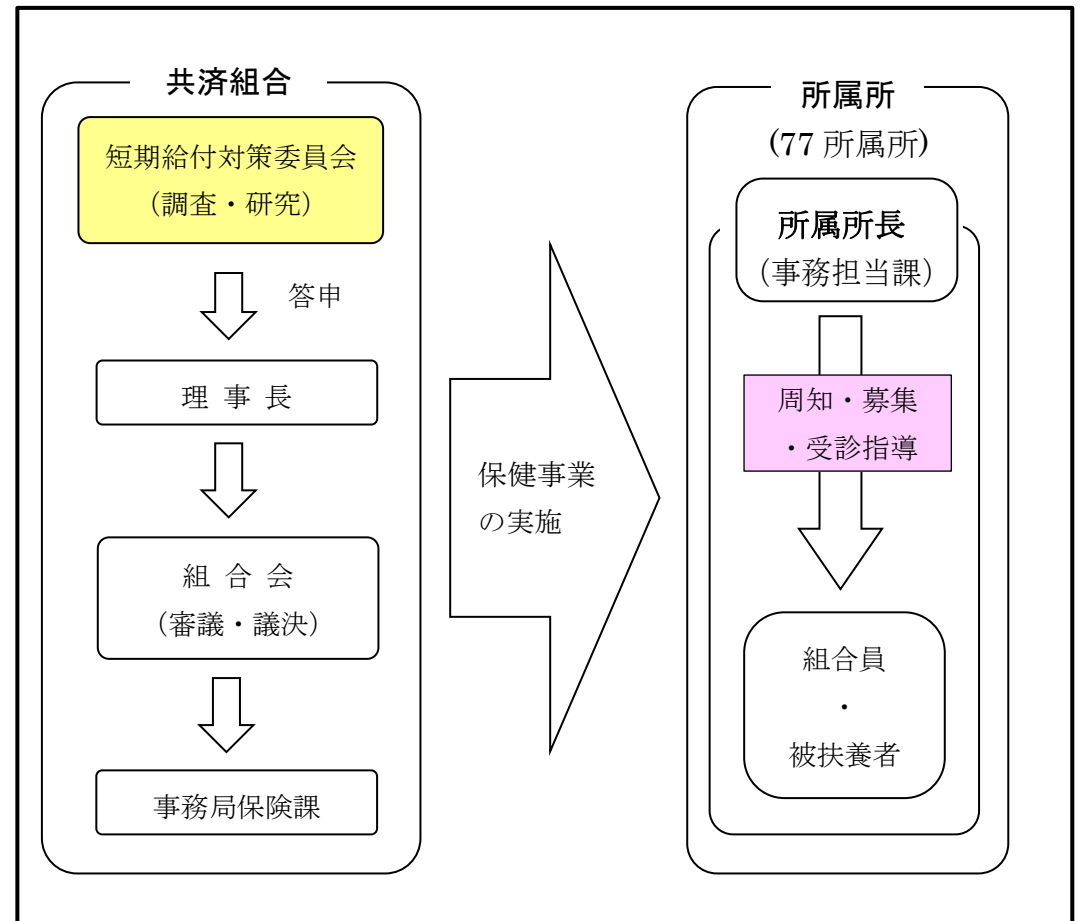 共済組合
短期給付対策委員会
（調査・研究）
答申
理 事 長
組 合 会
（審議・議決）
事務局保険課
保健事業
の実施
所属所
(77 所属所)
所属所長
（事務担当課）
周知・募集
・受診指導
組合員
・
被扶養者